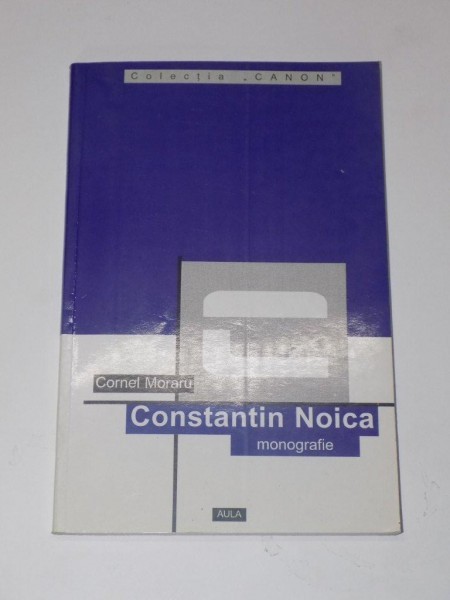 Colecția „CANON”
Cornel Moraru
Constantin Noica
monografie
AULA